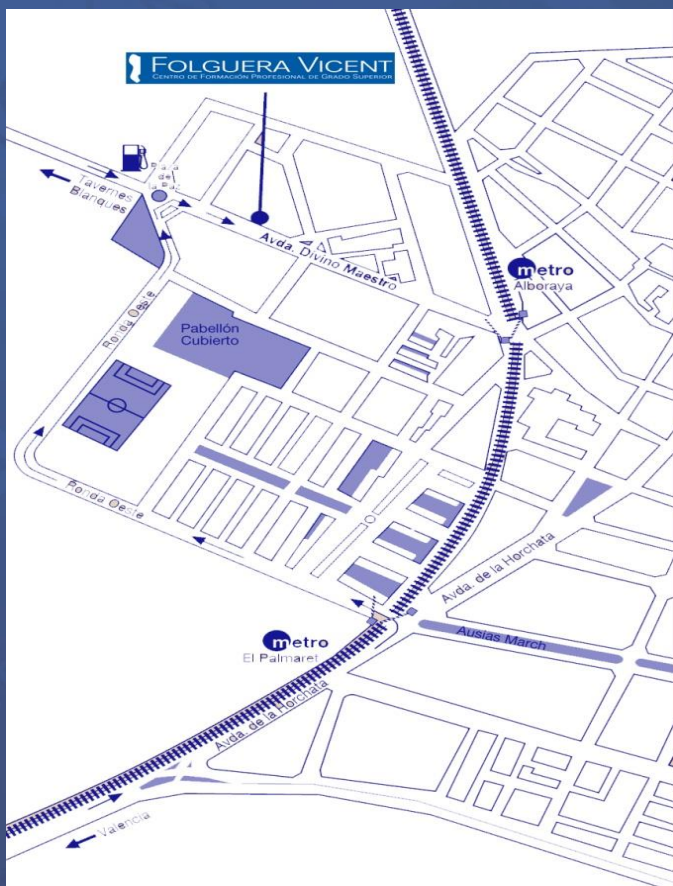 FOLGUERA VICENT
CENTRO DE FORMACIÓN PROFESIONAL DE GRADO SUPERIOR
Plaza
de
la Paz
Tavernes
Blanques
Avda. Divino Maestro
metro
Alboraya
Ronda Oeste
Pabellón
Cubierto
Ronda Oeste
Avda. de la Horchata
Ausias March
metro
El Palmaret
Avda. de la Horchata
Valencia